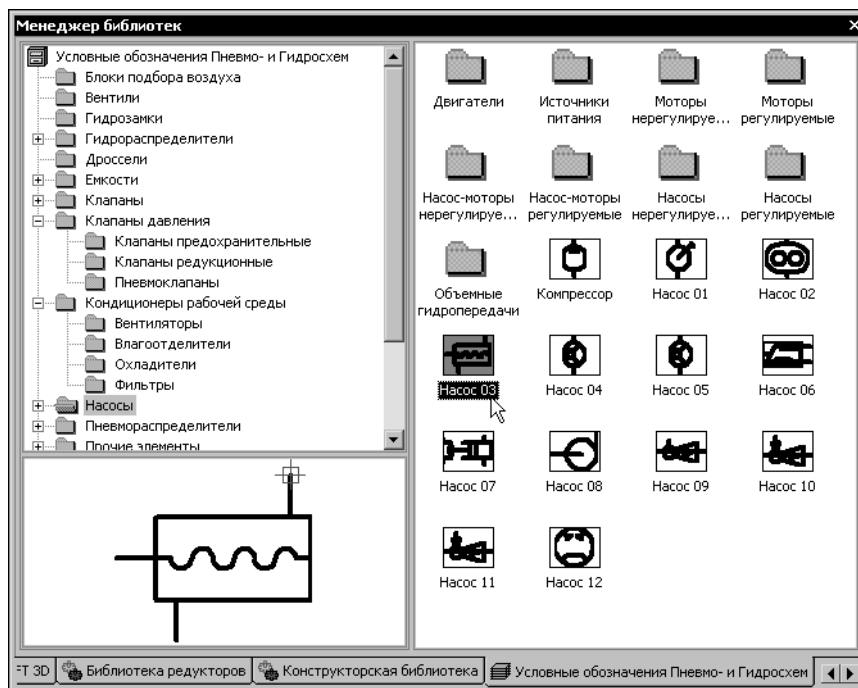 Менеджер библиотек
Условные обозначения Пневмо- и Гидросхем
Блоки подбора воздуха
Вентили
Гидрозамки
Гидрораспределители
Дроссели
Емкости
Клапаны
Клапаны давления
Клапаны предохранительные
Клапаны редукционные
Пневмоклапаны
Кондиционеры рабочей среды
Вентиляторы
Влагоотделители
Охладители
Фильтры
Насосы
Пневмораспределители
Прочие элементы
Двигатели
Источники питания
Моторы нерегулируе...
Моторы регулируемые
Насос-моторы нерегулируе...
Насос-моторы регулируемые
Насосы нерегулируе...
Насосы регулируемые
Объемные гидропередачи
Компрессор
Насос 01
Насос 02
Насос 03
Насос 04
Насос 05
Насос 06
Насос 07
Насос 08
Насос 09
Насос 10
Насос 11
Насос 12
3D
Библиотека редукторов
Конструкторская библиотека
Условные обозначения Пневмо- и Гидросхем